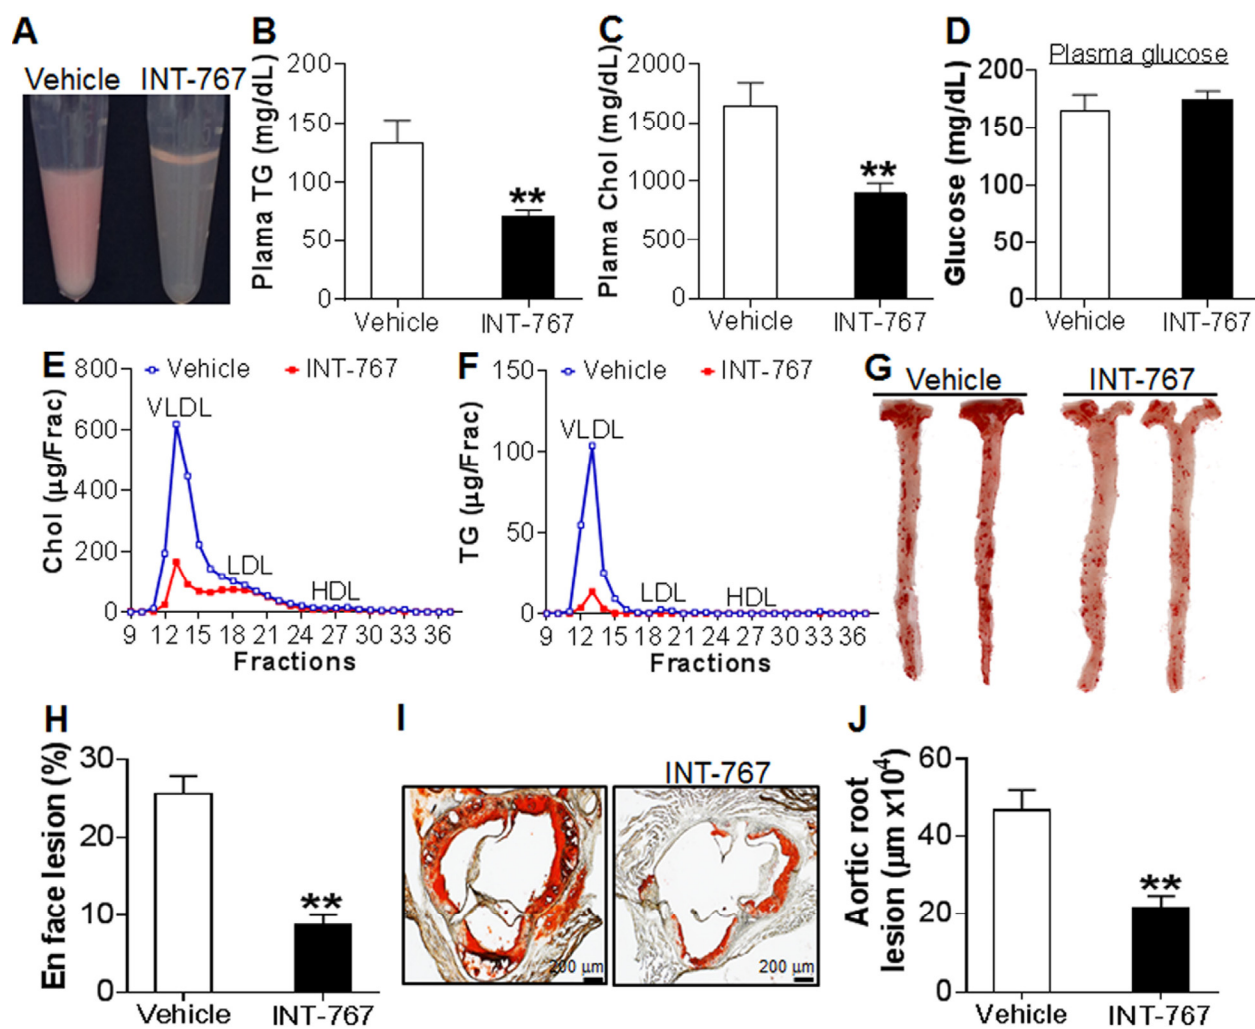 A
Vehicle INT-767
B
Plama TG (mg/dL)
200
150
100
50
0
**
Vehicle INT-767
C
Plasma Chol (mg/dL)
2000
1500
1000
500
0
**
Vehicle INT-767
D
Plasma glucose
Glucose (mg/dL)
200
150
100
50
0
Vehicle INT-767
E
Vehicle INT-767
Chol (µg/Frac)
800
600
400
200
0
VLDL
LDL
HDL
9 12 15 18 21 24 27 30 33 36
Fractions
F
Vehicle INT-767
TG (µg/Frac)
150
100
50
0
VLDL
LDL
HDL
9 12 15 18 21 24 27 30 33 36
Fractions
G
Vehicle INT-767
H
En face lesion (%)
30
20
10
0
**
Vehicle INT-767
I
INT-767
200 µm
200 µm
J
Aortic root
lesion (µm x10⁴)
60
40
20
0
**
Vehicle INT-767